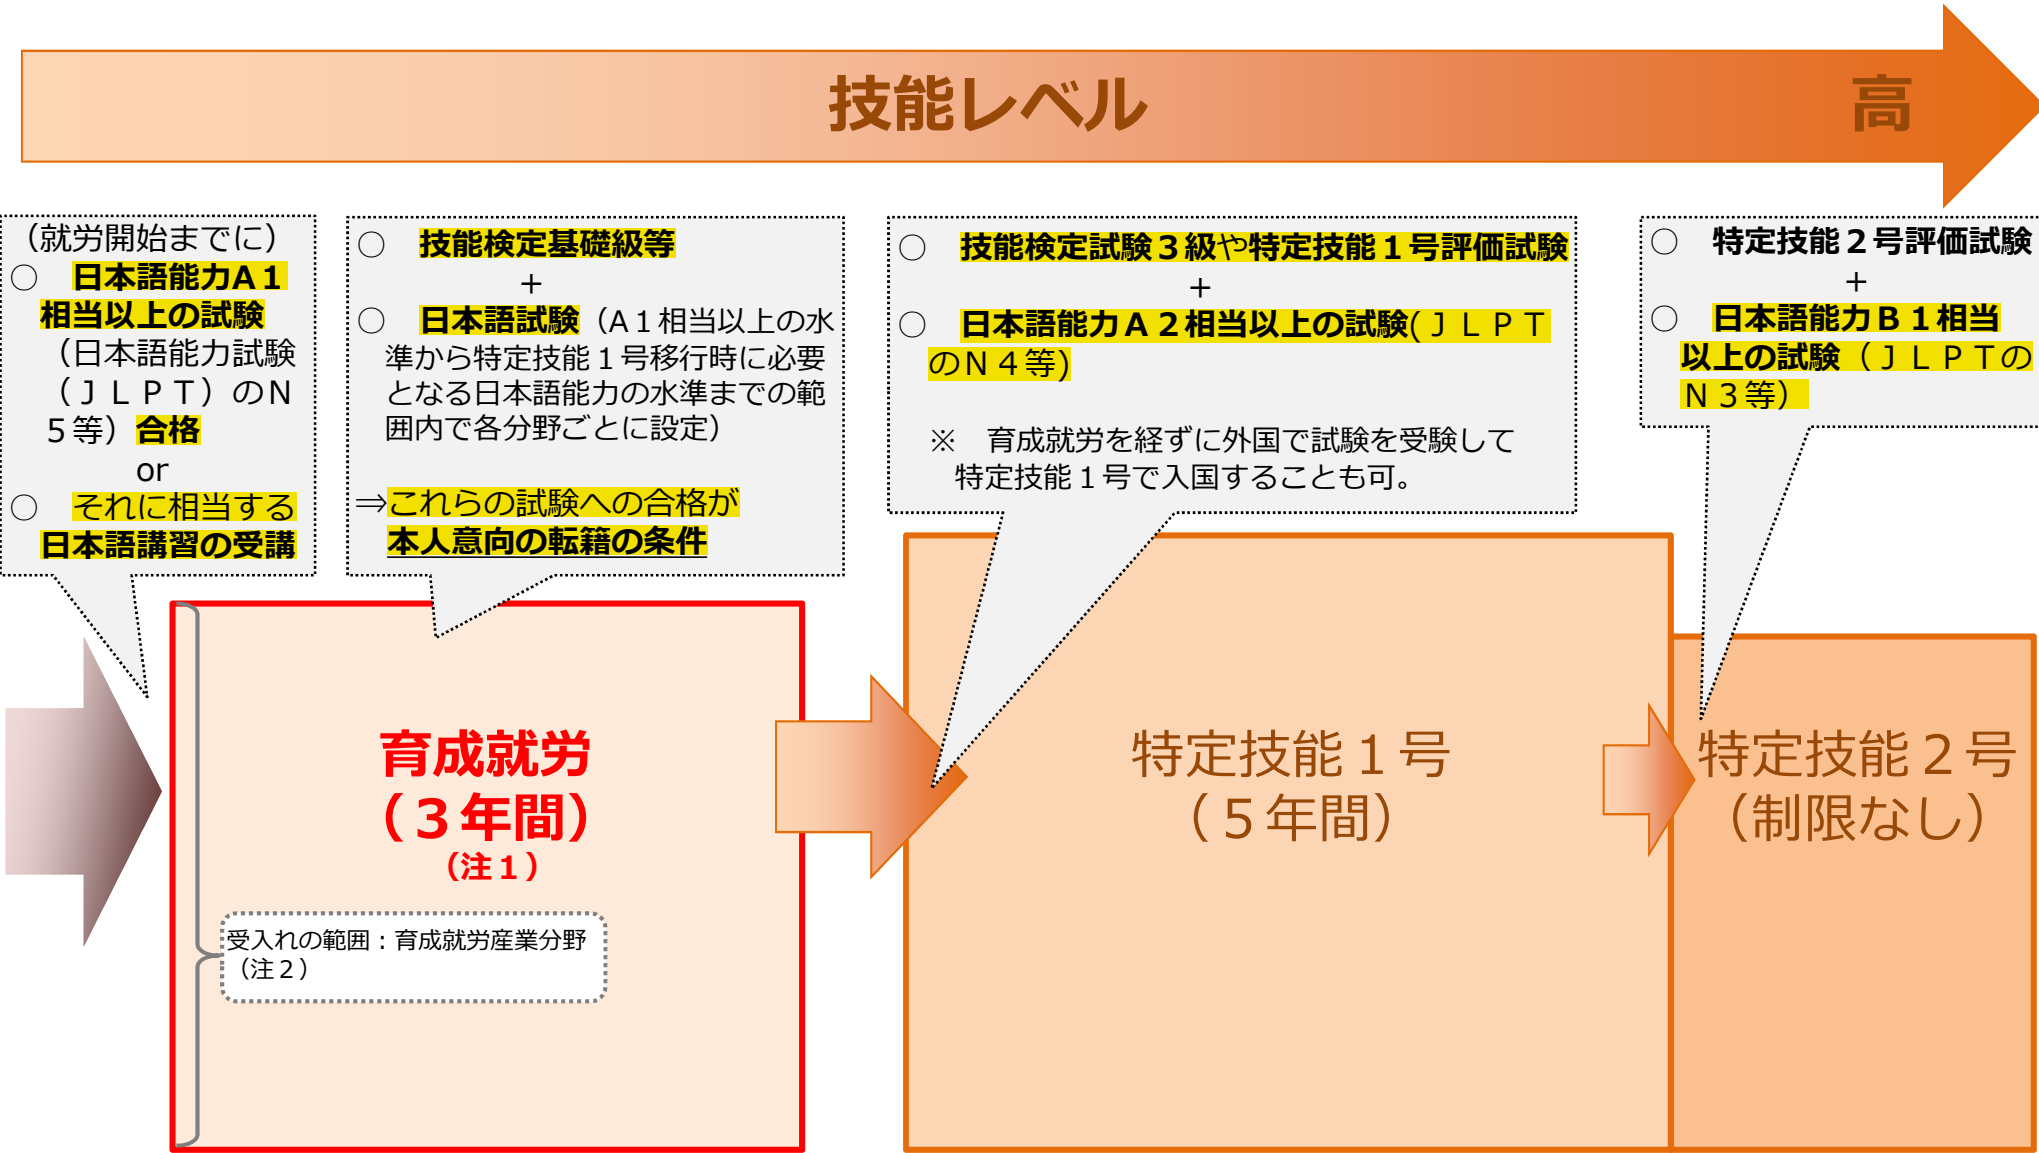 技能レベル
高
（就労開始までに）
○　日本語能力A１
相当以上の試験
（日本語能力試験
（ＪＬＰＴ）のＮ
５等）合格
or
○　それに相当する
日本語講習の受講
○　技能検定基礎級等
＋
○　日本語試験（A１相当以上の水
準から特定技能１号移行時に必要
となる日本語能力の水準までの範
囲内で各分野ごとに設定）
⇒これらの試験への合格が
本人意向の転籍の条件
○　技能検定試験３級や特定技能１号評価試験
＋
○　日本語能力Ａ２相当以上の試験(ＪＬＰＴ
のＮ４等)
※　育成就労を経ずに外国で試験を受験して
特定技能１号で入国することも可。
○　特定技能２号評価試験
＋
○　日本語能力Ｂ１相当
以上の試験（ＪＬＰＴの
Ｎ３等）
育成就労
（３年間）
（注１）
受入れの範囲：育成就労産業分野
（注２）
特定技能１号
（５年間）
特定技能２号
（制限なし）